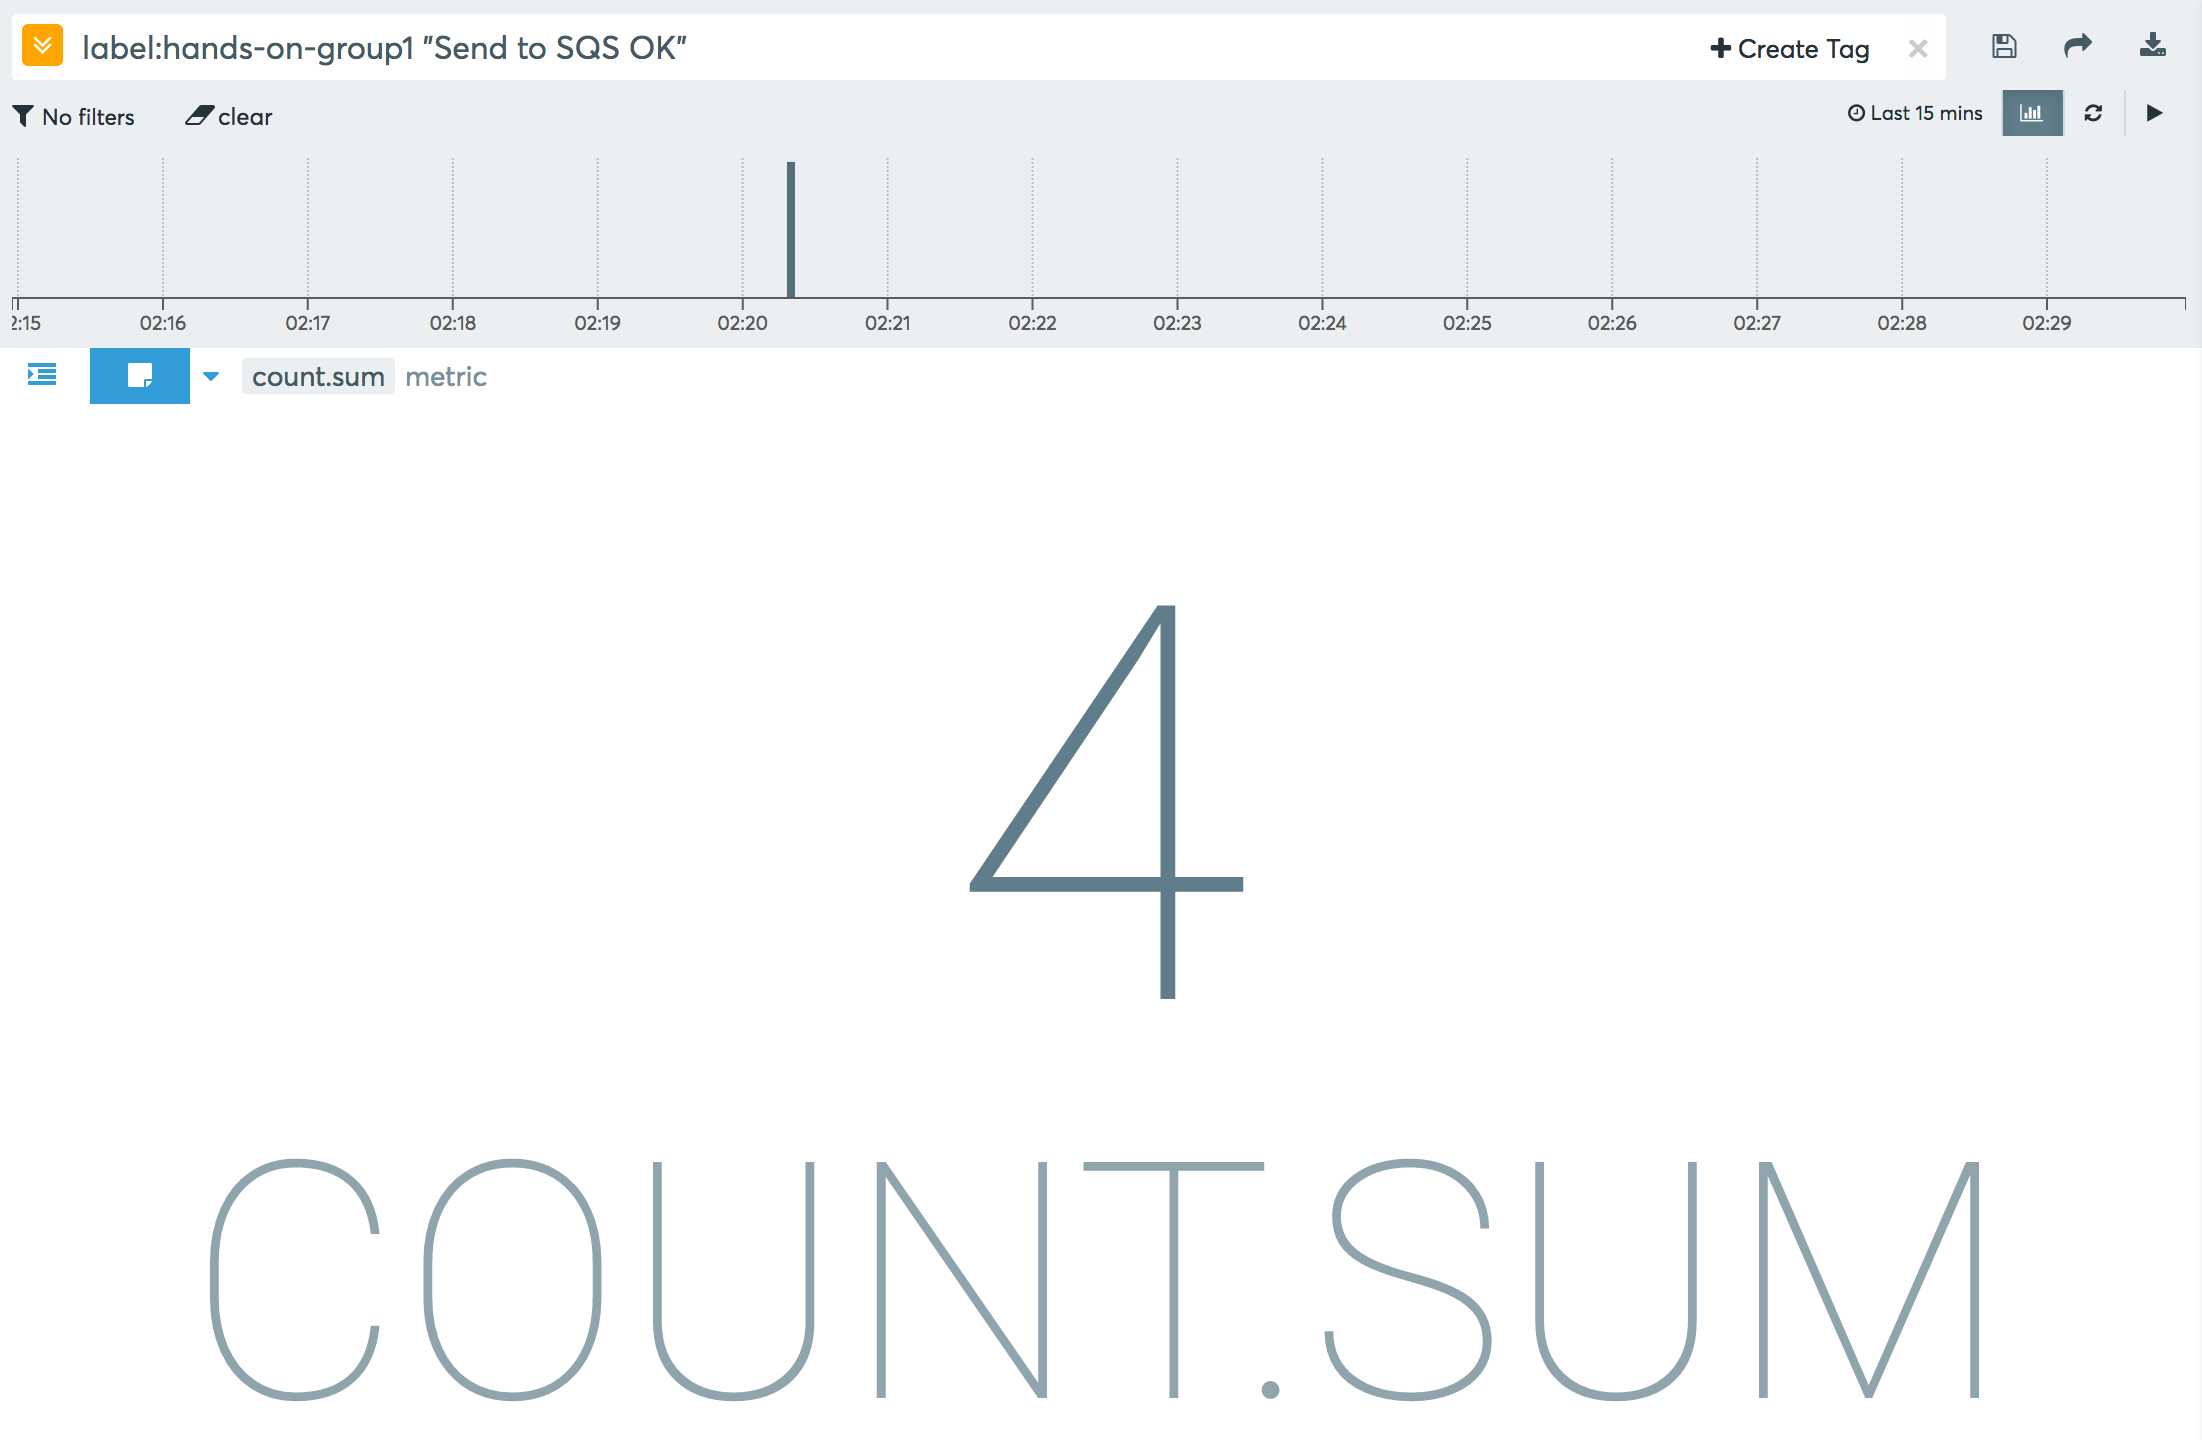 label:hands-on-group1 "Send to SQS OK" Create Tag
No filters clear Last 15 mins
2:15 02:16 02:17 02:18 02:19 02:20 02:21 02:22 02:23 02:24 02:25 02:26 02:27 02:28 02:29
count.sum metric
4
COUNT.SUM